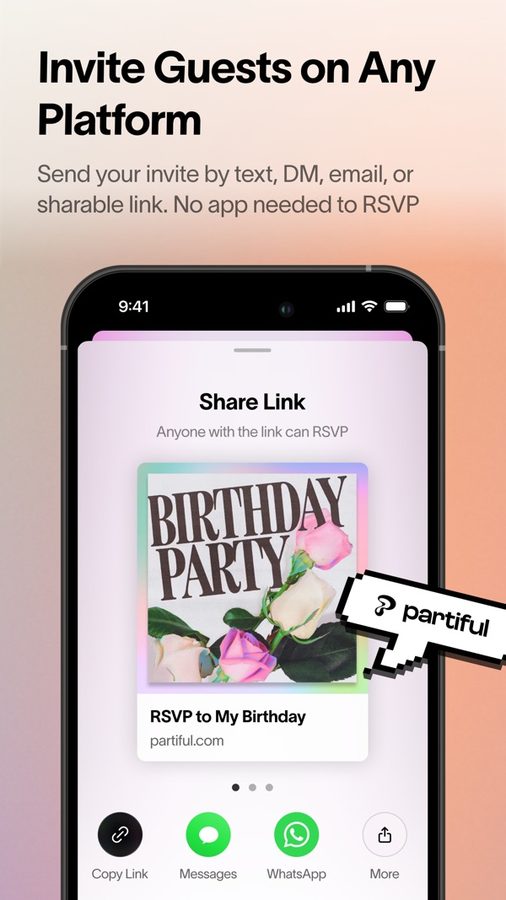 Invite Guests on Any
Platform
Send your invite by text, DM, email, or
sharable link. No app needed to RSVP
9:41
Share Link
Anyone with the link can RSVP
BIRTHDAY
PARTY
partiful
RSVP to My Birthday
partiful.com
Copy Link
Messages
WhatsApp
More